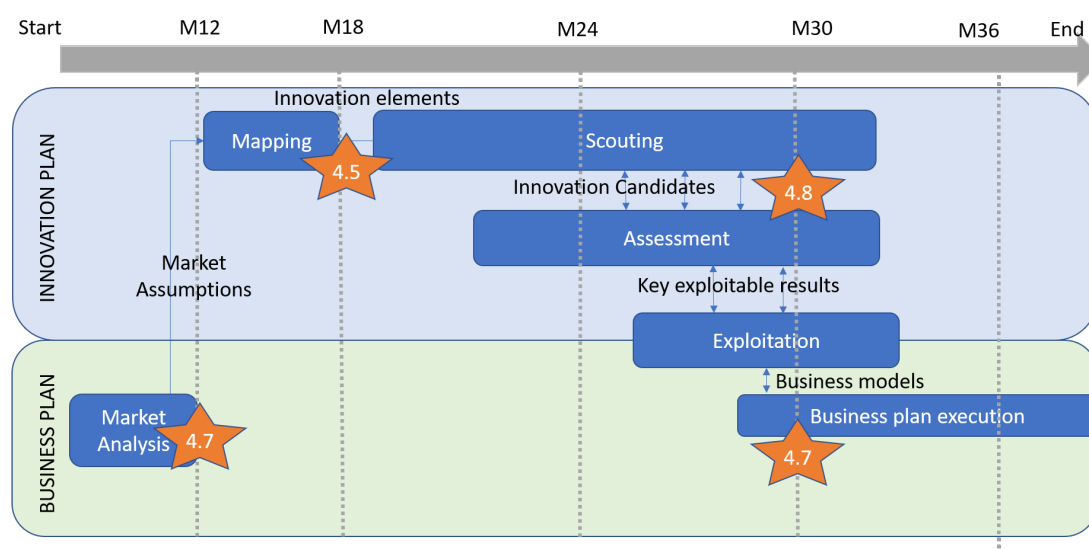 Start
M12
M18
M24
M30
M36
End
INNOVATION PLAN
Innovation elements
Mapping
4.5
Scouting
Innovation Candidates
4.8
Assessment
Market
Assumptions
Key exploitable results
Exploitation
BUSINESS PLAN
Business models
Market
Analysis
4.7
Business plan execution
4.7